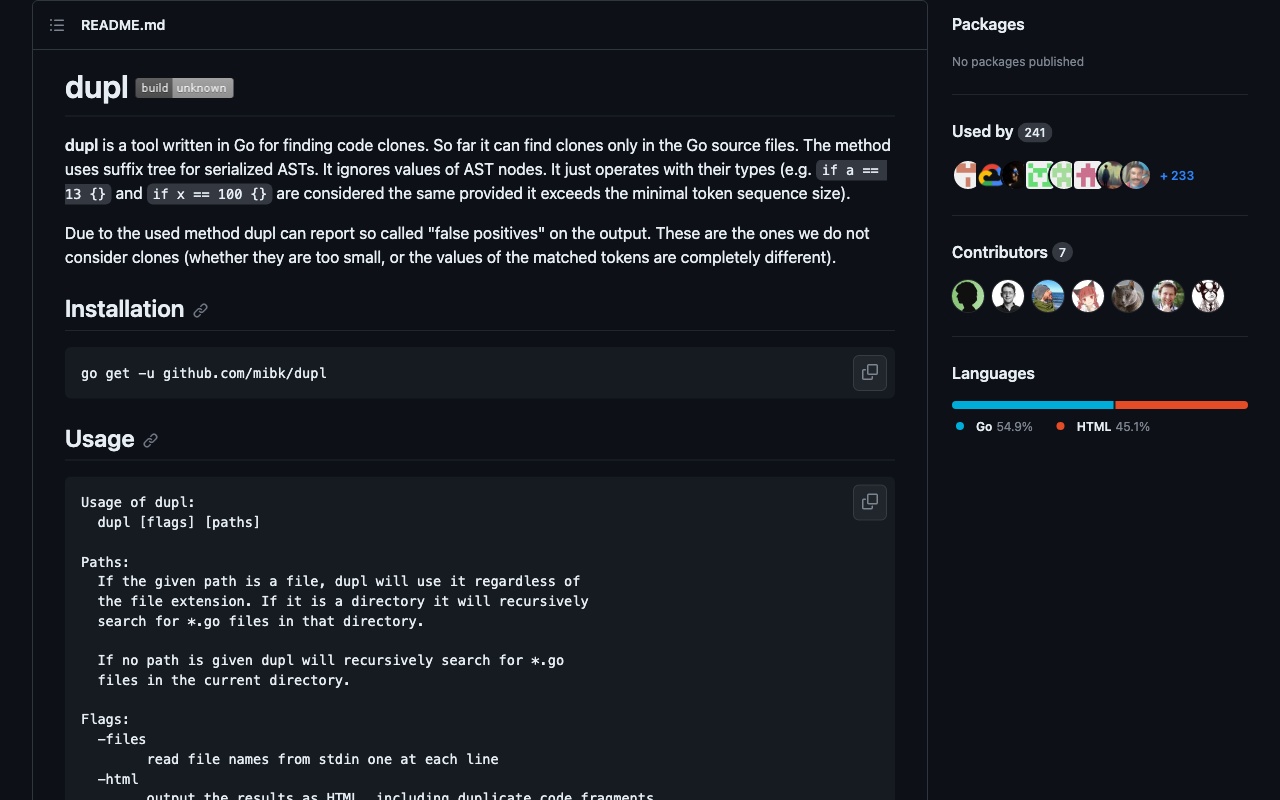 README.md
dupl build unknown
dupl is a tool written in Go for finding code clones. So far it can find clones only in the Go source files. The method
uses suffix tree for serialized ASTs. It ignores values of AST nodes. It just operates with their types (e.g. if a ==
13 {} and if x == 100 {} are considered the same provided it exceeds the minimal token sequence size).
Due to the used method dupl can report so called "false positives" on the output. These are the ones we do not
consider clones (whether they are too small, or the values of the matched tokens are completely different).
Installation
go get -u github.com/mibk/dupl
Usage
Usage of dupl:
  dupl [flags] [paths]

Paths:
  If the given path is a file, dupl will use it regardless of
  the file extension. If it is a directory it will recursively
  search for *.go files in that directory.

  If no path is given dupl will recursively search for *.go
  files in the current directory.

Flags:
  -files
        read file names from stdin one at each line
  -html
        output the results as HTML, including duplicate code fragments
Packages
No packages published
Used by 241
+ 233
Contributors 7
Languages
Go 54.9% HTML 45.1%